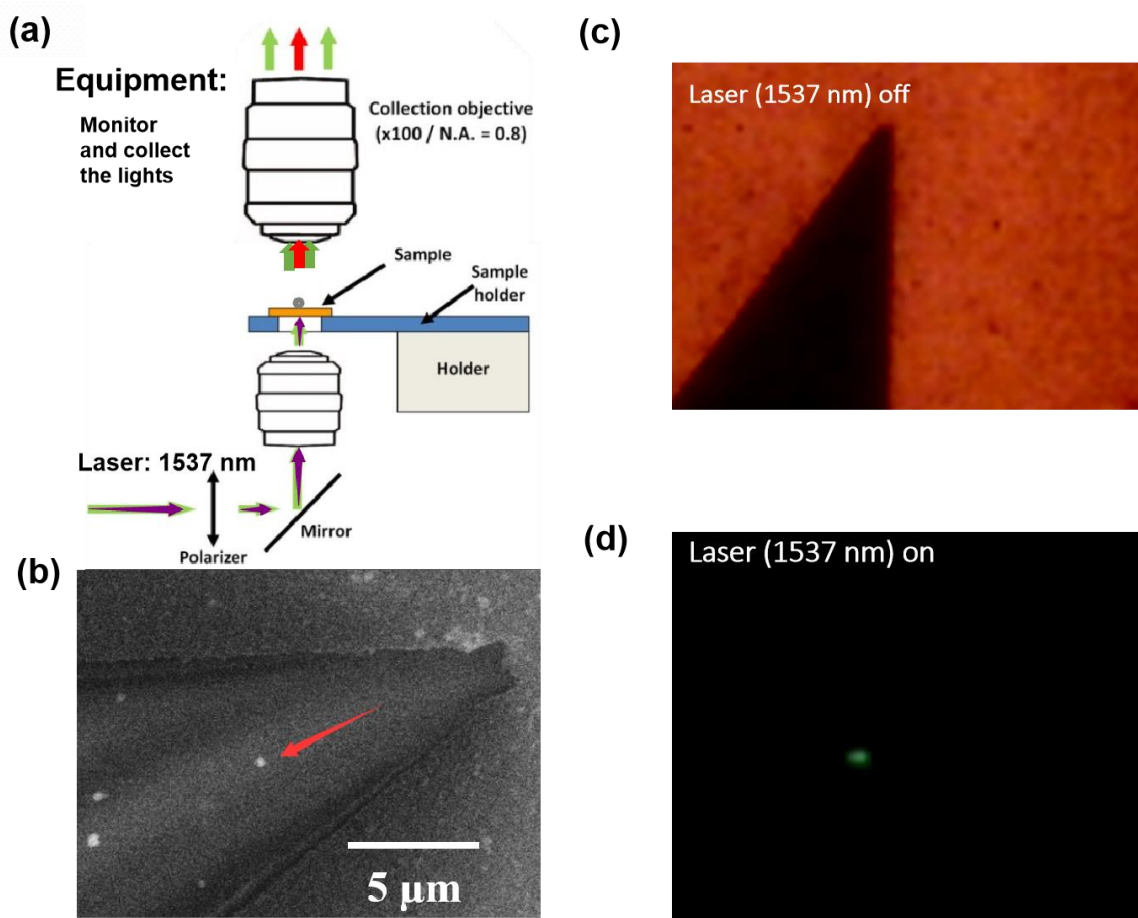 (a)
Equipment:
Monitor
and collect
the lights
Collection objective
(x100 / N.A. = 0.8)
Sample
Sample
holder
Holder
Laser: 1537 nm
Mirror
Polarizer
(b)
5 μm
(c)
Laser (1537 nm) off
(d)
Laser (1537 nm) on